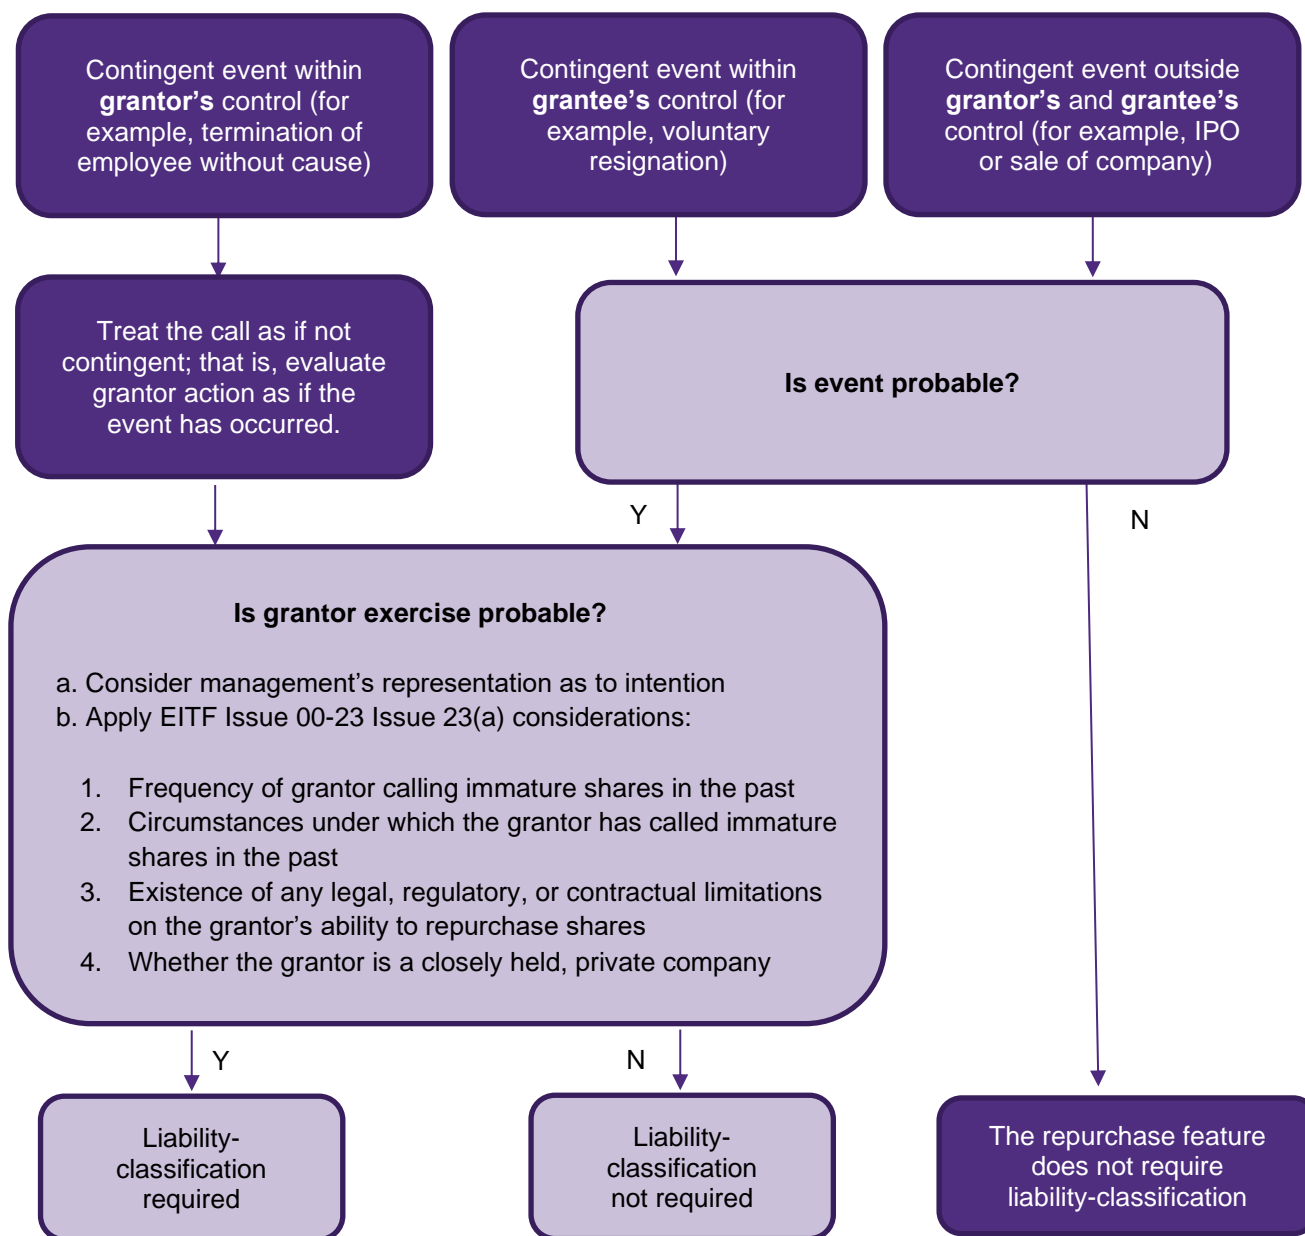 Contingent event within
grantor’s control (for
example, termination of
employee without cause)
Contingent event within
grantee’s control (for
example, voluntary
resignation)
Contingent event outside
grantor’s and grantee’s
control (for example, IPO
or sale of company)
Treat the call as if not
contingent; that is, evaluate
grantor action as if the
event has occurred.
Is event probable?
Y
N
Is grantor exercise probable?
a. Consider management’s representation as to intention
b. Apply EITF Issue 00-23 Issue 23(a) considerations:
1. Frequency of grantor calling immature shares in the past
2. Circumstances under which the grantor has called immature
shares in the past
3. Existence of any legal, regulatory, or contractual limitations
on the grantor’s ability to repurchase shares
4. Whether the grantor is a closely held, private company
Y
N
Liability-
classification
required
Liability-
classification
not required
The repurchase feature
does not require
liability-classification